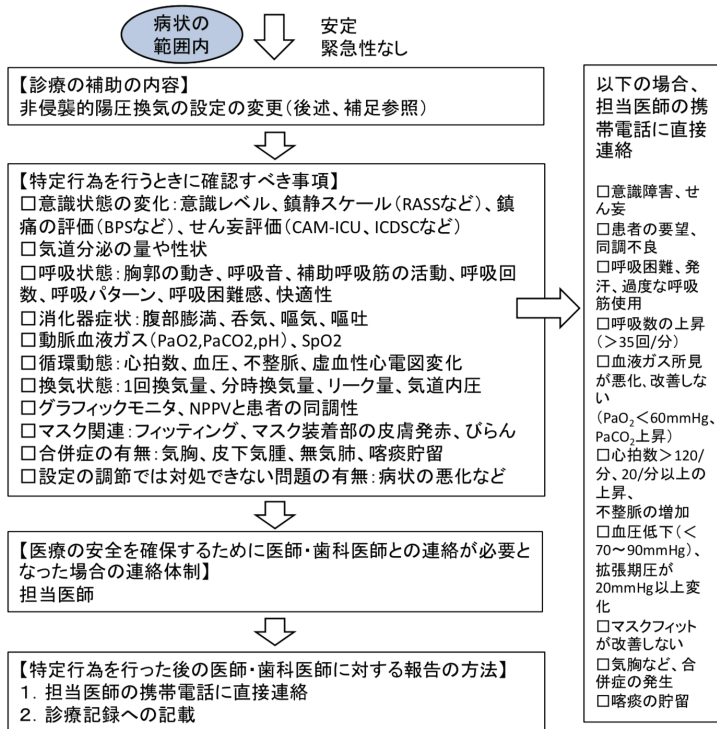 病状の
範囲内
安定
緊急性なし
【診療の補助の内容】
非侵襲的陽圧換気の設定の変更(後述、補足参照)
【特定行為を行うときに確認すべき事項】
□意識状態の変化:意識レベル、鎮静スケール(RASSなど)、鎮
痛の評価(BPSなど)、せん妄評価(CAM-ICU、ICDSCなど)
□気道分泌の量や性状
□呼吸状態:胸郭の動き、呼吸音、補助呼吸筋の活動、呼吸回
数、呼吸パターン、呼吸困難感、快適性
□消化器症状:腹部膨満、呑気、嘔気、嘔吐
□動脈血液ガス(PaO2,PaCO2,pH)、SpO2
□循環動態:心拍数、血圧、不整脈、虚血性心電図変化
□換気状態:1回換気量、分時換気量、リーク量、気道内圧
□グラフィックモニタ、NPPVと患者の同調性
□マスク関連:フィッティング、マスク装着部の皮膚発赤、びらん
□合併症の有無:気胸、皮下気腫、無気肺、喀痰貯留
□設定の調節では対処できない問題の有無:病状の悪化など
【医療の安全を確保するために医師・歯科医師との連絡が必要と
なった場合の連絡体制】
担当医師
【特定行為を行った後の医師・歯科医師に対する報告の方法】
1. 担当医師の携帯電話に直接連絡
2. 診療記録への記載
以下の場合、
担当医師の携
帯電話に直接
連絡
□意識障害、せ
ん妄
□患者の要望、
同調不良
□呼吸困難、発
汗、過度な呼吸
筋使用
□呼吸数の上昇
(>35回/分)
□血液ガス所見
が悪化、改善しな
い
(PaO₂<60mmHg、
PaCO₂上昇)
□心拍数>120/
分、20/分以上の
上昇、
不整脈の増加
□血圧低下(<
70~90mmHg)、
拡張期圧が
20mmHg以上変
化
□マスクフィット
が改善しない
□気胸など、合
併症の発生
□喀痰の貯留